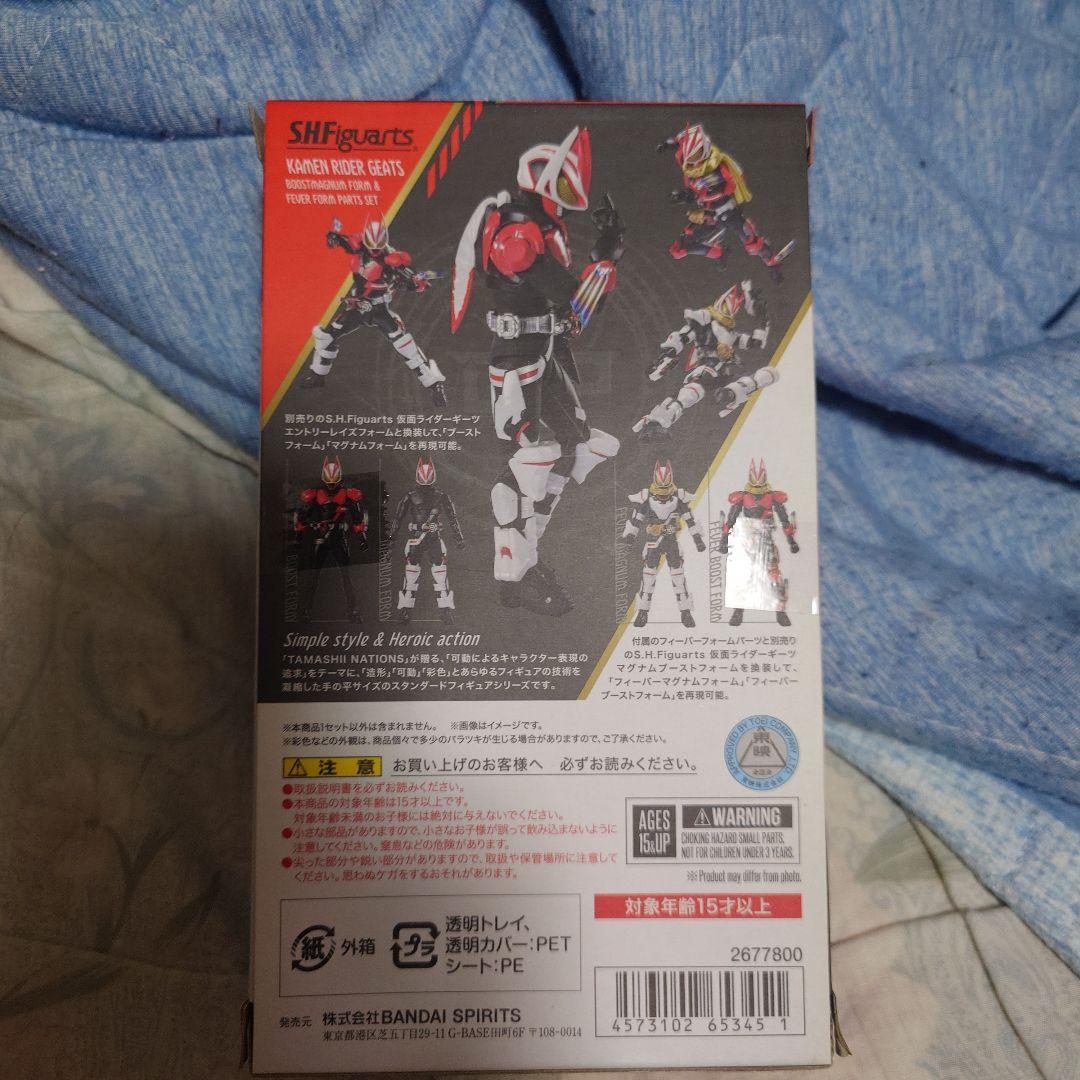 S.H.Figuarts
KAMEN RIDER GEATS
BOOSTMAGNUM FORM &
FEVER FORM PARTS SET
別売りのS.H.Figuarts 仮面ライダーギーツ
エントリーレイズフォームと換装して、「ブースト
フォーム」「マグナムフォーム」を再現可能。
BOOST FORM
MAGNUM FORM
FEVER MAGNUM FORM
FEVER BOOST FORM
Simple style & Heroic action
「TAMASHII NATIONS」が贈る、「可動によるキャラクター表現の
追求」をテーマに、「造形」「可動」「彩色」とあらゆるフィギュアの技術を
凝縮した手の平サイズのスタンダードフィギュアシリーズです。
付属のフィーバーフォームパーツと別売り
のS.H.Figuarts 仮面ライダーギーツ
マグナムブーストフォームを換装して、
「フィーバーマグナムフォーム」「フィーバー
ブーストフォーム」を再現可能。
※本商品1セット以外は含まれません。 ※画像はイメージです。
※彩色などの外観は、商品個々で多少のバラツキが生じる場合がありますので、ご了承ください。
APPROVED BY TOEI COMPANY, LTD.
東映
注意 お買い上げのお客様へ 必ずお読みください。
●取扱説明書を必ずお読みください。
●本商品の対象年齢は15才以上です。
対象年齢未満のお子様には絶対に与えないでください。
●小さな部品がありますので、小さなお子様が誤って飲み込まないように
注意してください。窒息などの危険があります。
●尖った部分や鋭い部分がありますので、取扱や保管場所に注意して
ください。思わぬケガをするおそれがあります。
AGES
15&UP
WARNING
CHOKING HAZARD SMALL PARTS.
NOT FOR CHILDREN UNDER 3 YEARS.
※Product may differ from photo.
対象年齢15才以上
紙 外箱
プラ
透明トレイ、
透明カバー:PET
シート:PE
2677800
4573102 65345 1
発売元 株式会社BANDAI SPIRITS
東京都港区芝五丁目29-11 G-BASE田町6F 〒108-0014